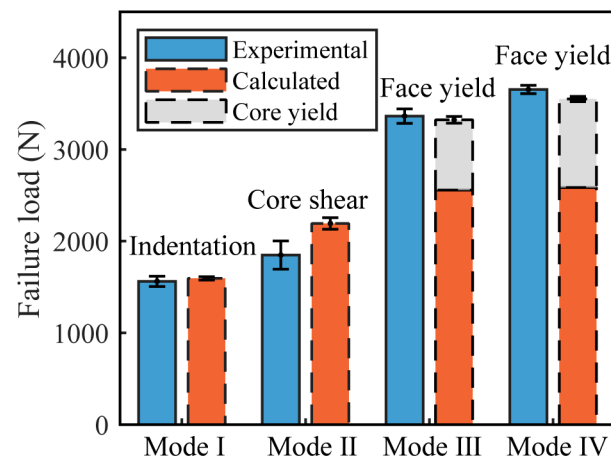 Failure load (N)
4000
3000
2000
1000
0
Experimental
Calculated
Core yield
Indentation
Core shear
Face yield
Face yield
Mode I
Mode II
Mode III
Mode IV